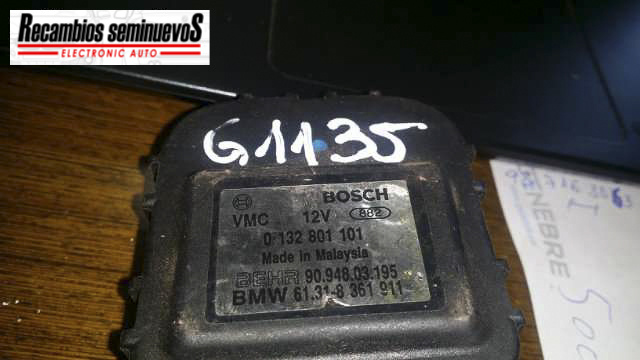 Recambios seminuevoS
ELECTRONIC AUTO
G1135
BOSCH
VMC 12V 882
0 132 801 101
Made in Malaysia
BEHR 90.948.03.195
BMW 61.31-8 361 911
NEBRE:
500